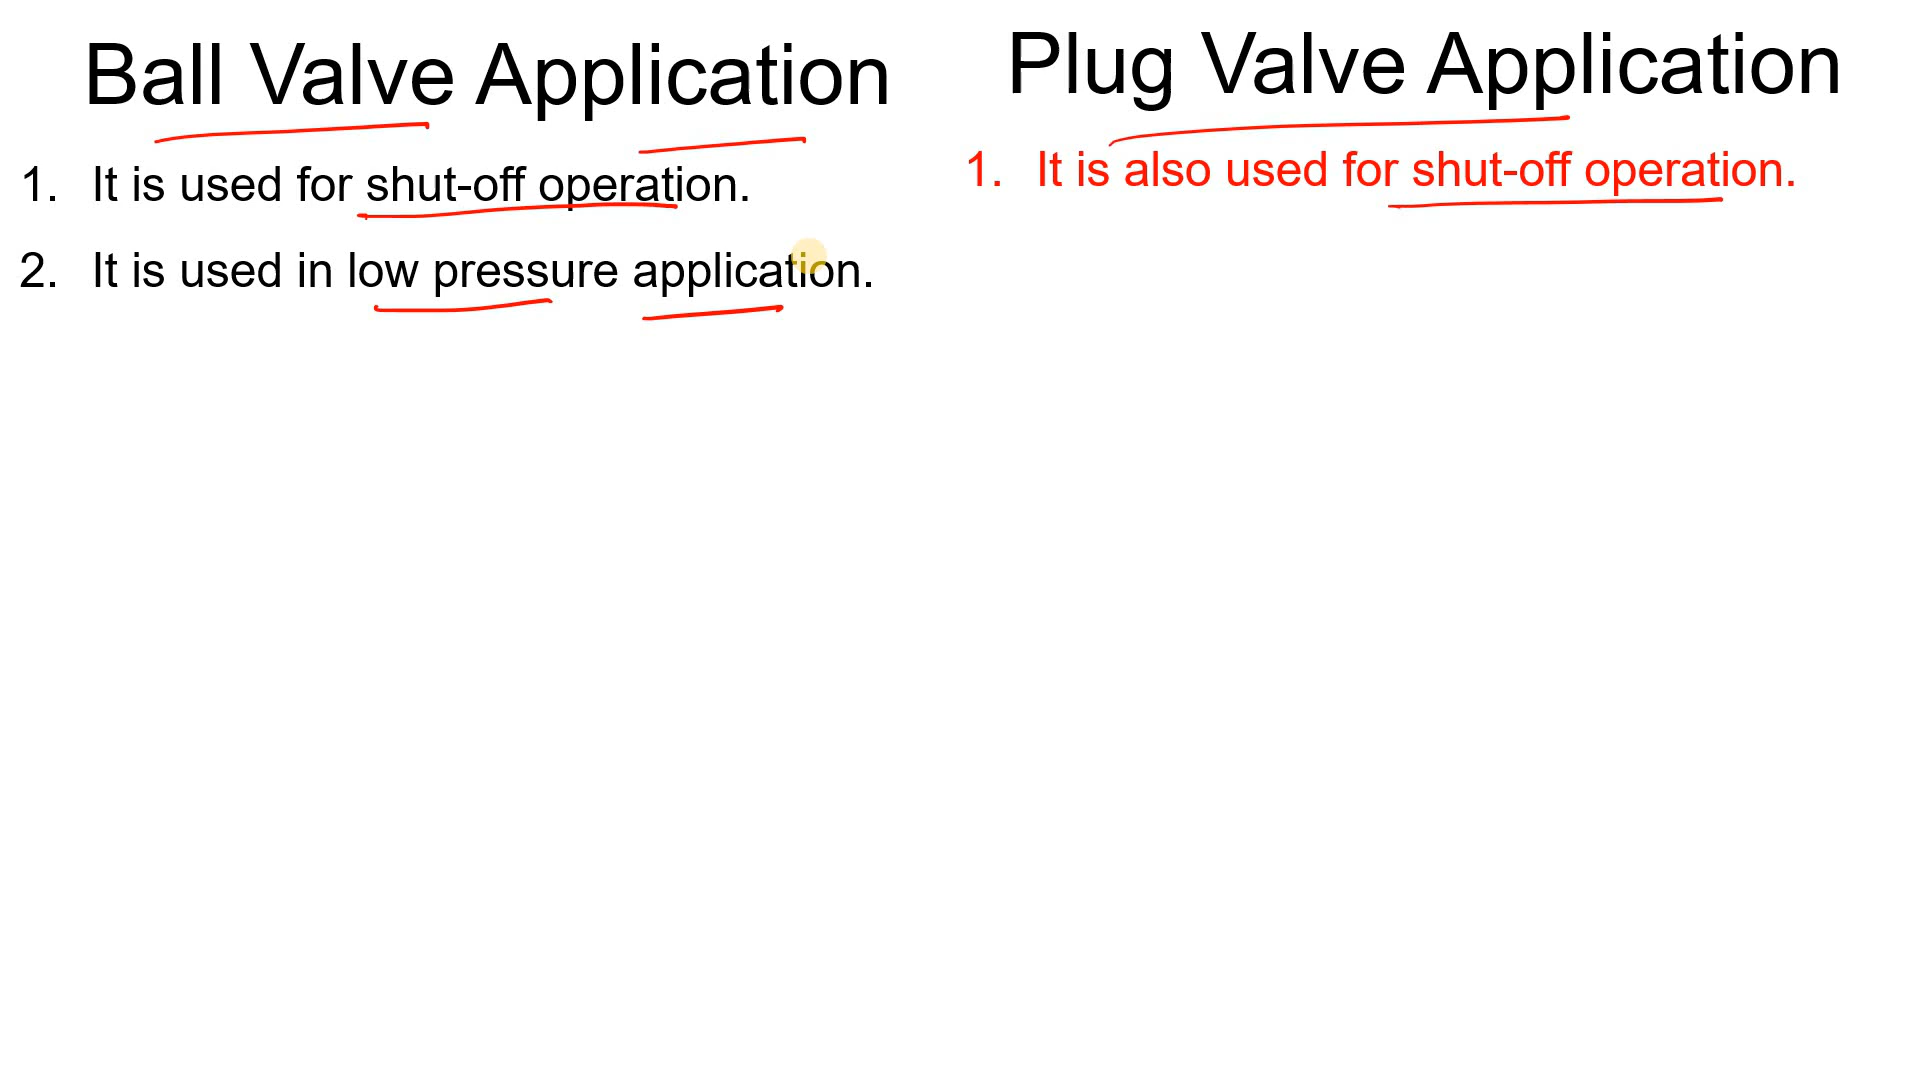 Ball Valve Application
1. It is used for shut-off operation.
2. It is used in low pressure application.
Plug Valve Application
1. It is also used for shut-off operation.